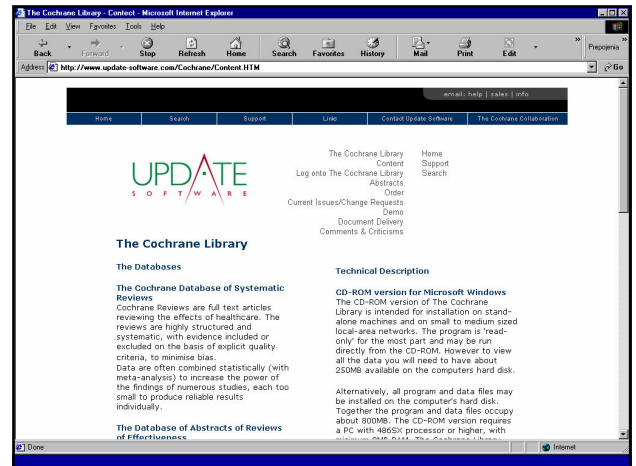 The Cochrane Library - Contect - Microsoft Internet Explorer
File Edit View Favorites Tools Help
Back Forward Stop Refresh Home Search Favorites History Mail Print Edit Prepojenia
Address http://www.update-software.com/Cochrane/Content.HTM Go
email: help | sales | info
Home Search Support Links Contact Update Software The Cochrane Collaboration
UPDATE
SOFTWARE
The Cochrane Library Home
Content Support
Log onto The Cochrane Library Search
Abstracts
Order
Current Issues/Change Requests
Demo
Document Delivery
Comments & Criticisms
The Cochrane Library
The Databases
The Cochrane Database of Systematic
Reviews
Cochrane Reviews are full text articles
reviewing the effects of healthcare. The
reviews are highly structured and
systematic, with evidence included or
excluded on the basis of explicit quality
criteria, to minimise bias.
Data are often combined statistically (with
meta-analysis) to increase the power of
the findings of numerous studies, each too
small to produce reliable results
individually.
The Database of Abstracts of Reviews
of Effectiveness
Technical Description
CD-ROM version for Microsoft Windows
The CD-ROM version of The Cochrane
Library is intended for installation on stand-
alone machines and on small to medium sized
local-area networks. The program is 'read-
only' for the most part and may be run
directly from the CD-ROM. However to view
all the data you will need to have about
250MB available on the computers hard disk.
Alternatively, all program and data files may
be installed on the computer's hard disk.
Together the program and data files occupy
about 800MB. The CD-ROM version requires
a PC with 486SX processor or higher, with
minimum 8MB RAM. The Cochrane Library
Done Internet